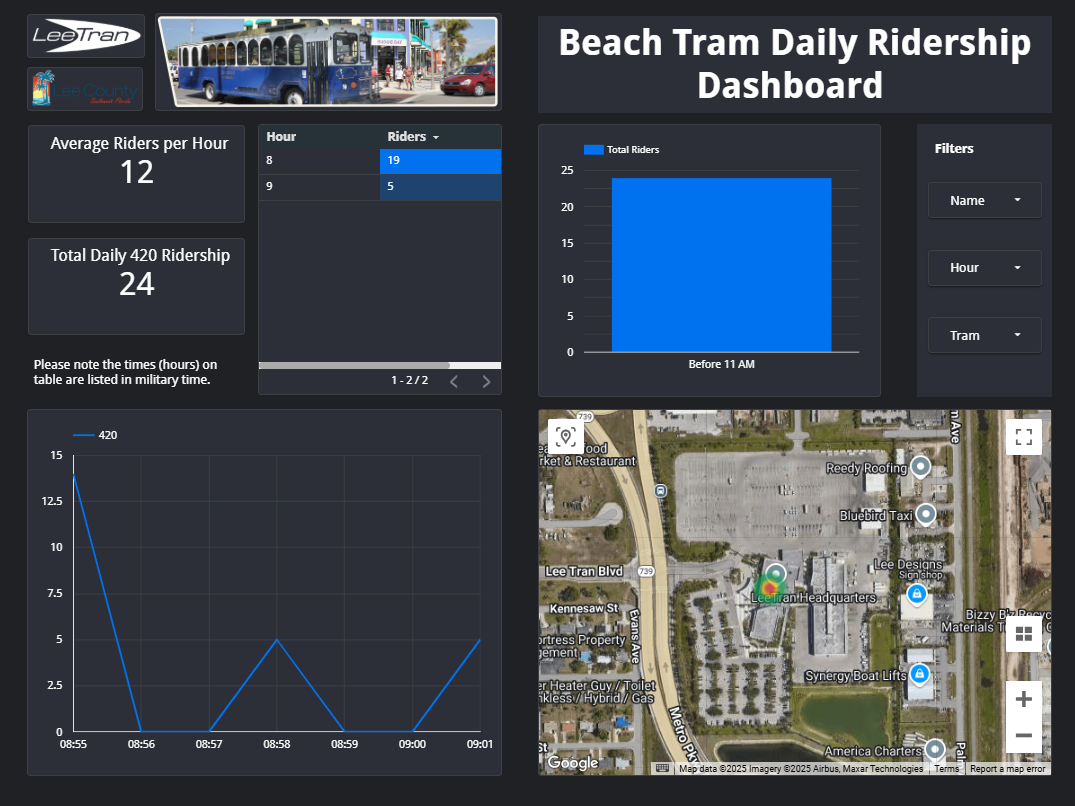 LeeTran
LeeCounty
Southwest Florida
Beach Tram Daily Ridership
Dashboard
Average Riders per Hour
12
Total Daily 420 Ridership
24
Please note the times (hours) on
table are listed in military time.
Hour Riders
8 19
9 5
1 - 2 / 2
Total Riders
25
20
15
10
5
0
Before 11 AM
Filters
Name
Hour
Tram
420
15
12.5
10
7.5
5
2.5
0
08:55 08:56 08:57 08:58 08:59 09:00 09:01
739
ood
rket & Restaurant
m Ave
Reedy Roofing
Bluebird Taxi
Lee Tran Blvd
739
Lee Designs
Sign shop
LeeTran Headquarters
Kennesaw St
Evans Ave
Bizzy B'z Recyc
Materials T
ortress Property
gement
Synergy Boat Lifts
er Heater Guy / Toilet
nkless / Hybrid / Gas
Metro Pk
St
America Charters
Pal
Google
Map data ©2025 Imagery ©2025 Airbus, Maxar Technologies
Terms
Report a map error